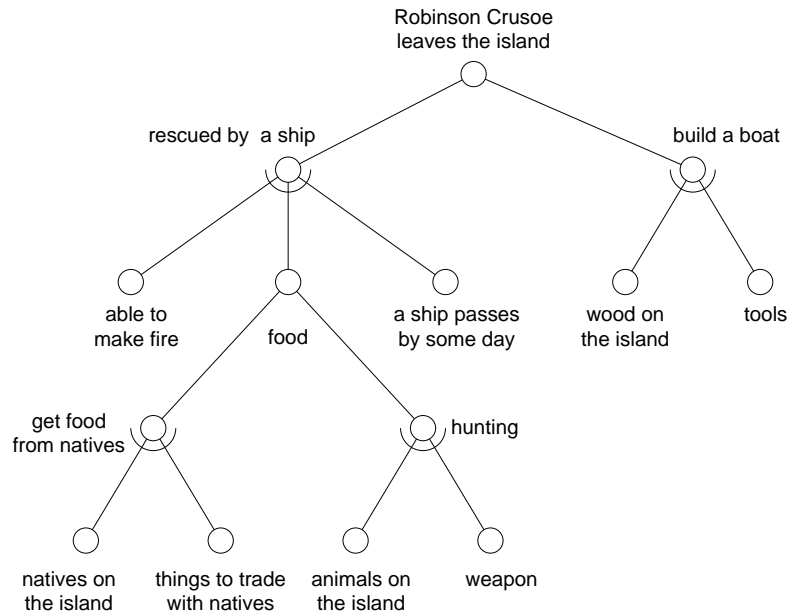 Robinson Crusoe
leaves the island
rescued by a ship
build a boat
able to
make fire
food
a ship passes
by some day
wood on
the island
tools
get food
from natives
hunting
natives on
the island
things to trade
with natives
animals on
the island
weapon